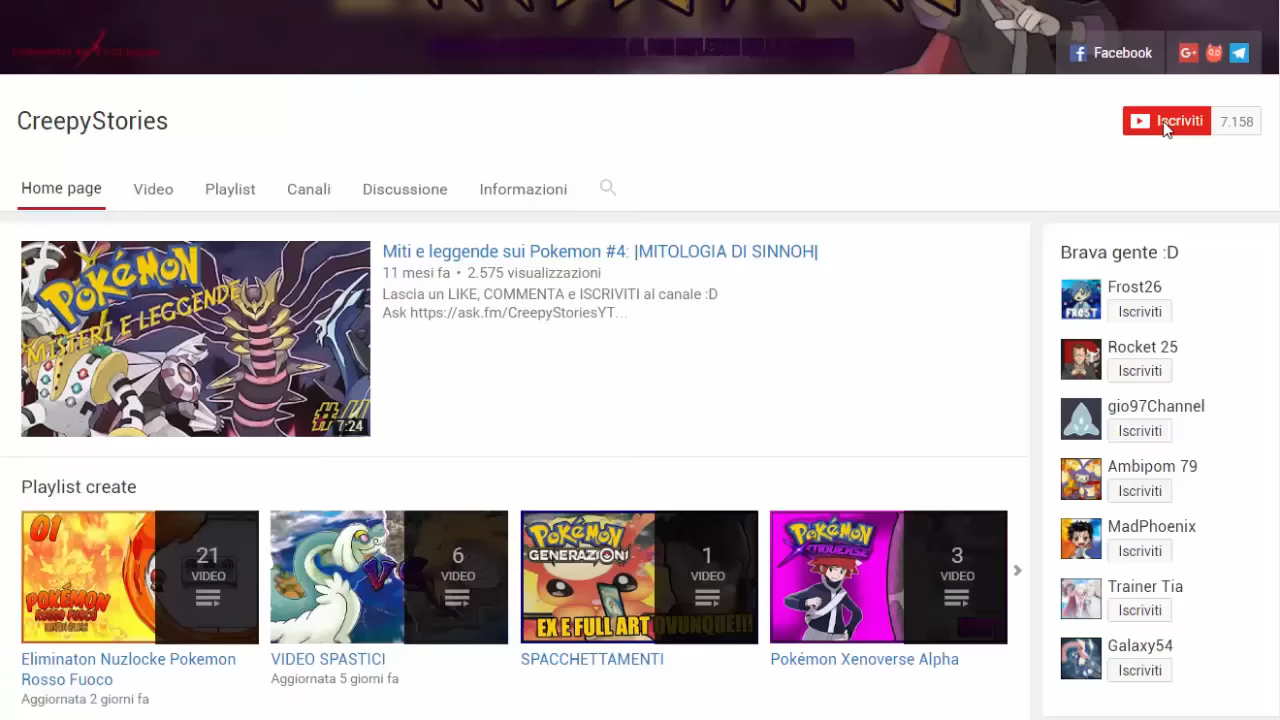 Facebook
CreepyStories
Iscriviti 7.158
Home page Video Playlist Canali Discussione Informazioni
POKÉMON
MISTERI E LEGGENDE
#4
7:24
Miti e leggende sui Pokemon #4: |MITOLOGIA DI SINNOH|
11 mesi fa • 2.575 visualizzazioni
Lascia un LIKE, COMMENTA e ISCRIVITI al canale :D
Ask https://ask.fm/CreepyStoriesYT...
Brava gente :D
FROST
Frost26
Iscriviti
Rocket 25
Iscriviti
gio97Channel
Iscriviti
Ambipom 79
Iscriviti
MadPhoenix
Iscriviti
Trainer Tia
Iscriviti
Galaxy54
Iscriviti
Playlist create
01
POKÉMON
ROSSO FUOCO
21
VIDEO
Eliminaton Nuzlocke Pokemon
Rosso Fuoco
Aggiornata 2 giorni fa
6
VIDEO
VIDEO SPASTICI
Aggiornata 5 giorni fa
POKÉMON
GENERAZIONI
EX E FULL ART OVUNQUE!!!
1
VIDEO
SPACCHETTAMENTI
POKÉMON
XENOVERSE
3
VIDEO
Pokémon Xenoverse Alpha